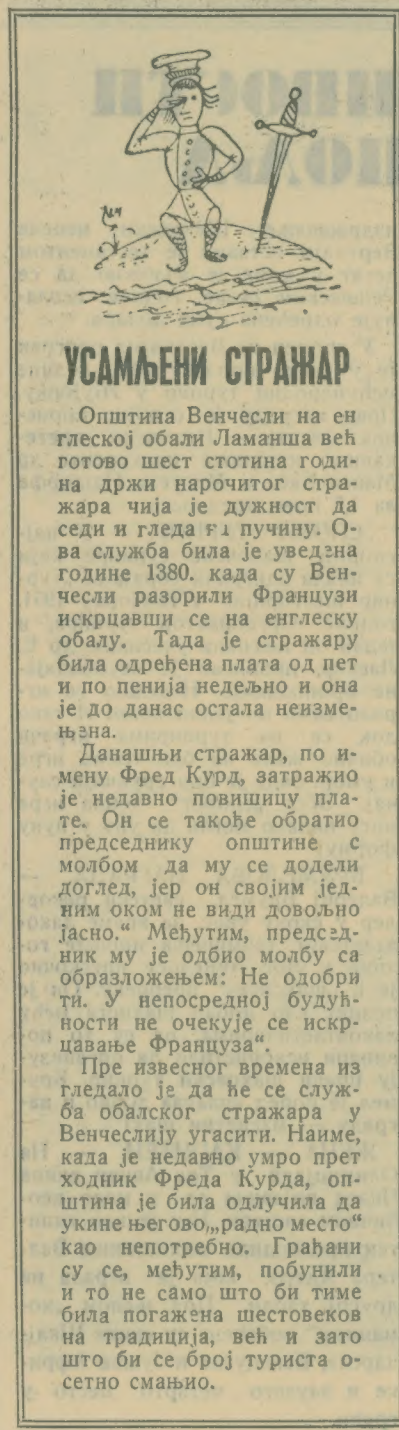 УСАМЉЕНИ СТРАЖАР
Општина Венчесли на ен
глеској обали Ламанша већ
готово шест стотина годи-
на држи нарочитог стра-
жара чија је дужност да
седи и гледа пучину. О-
ва служба била је уведена
године 1380. када су Вен-
чесли разорили Французи
искрцавши се на енглеску
обалу. Тада је стражару
била одређена плата од пет
и по пенија недељно и она
је до данас остала неизме-
њена.
Данашњи стражар, по и-
мену Фред Курд, затражио
је недавно повишицу пла-
те. Он се такође обратио
председнику општине с
молбом да му се додели
доглед, јер он својим јед-
ним оком не види довољно
јасно.“ Међутим, председ-
ник му је одбио молбу са
образложењем: Не одобри
ти. У непосредној будућ-
ности не очекује се искр-
цавање Француза“.
Пре извесног времена из
гледало је да ће се служ-
ба обалског стражара у
Венчеслију угасити. Наиме,
када је недавно умро прет
ходник Фреда Курда, оп-
штина је била одлучила да
укине његово „радно место“
као непотребно. Грађани
су се, међутим, побунили
и то не само што би тиме
била погажена шестовеков
на традиција, већ и зато
што би се број туриста о-
сетно смањио.